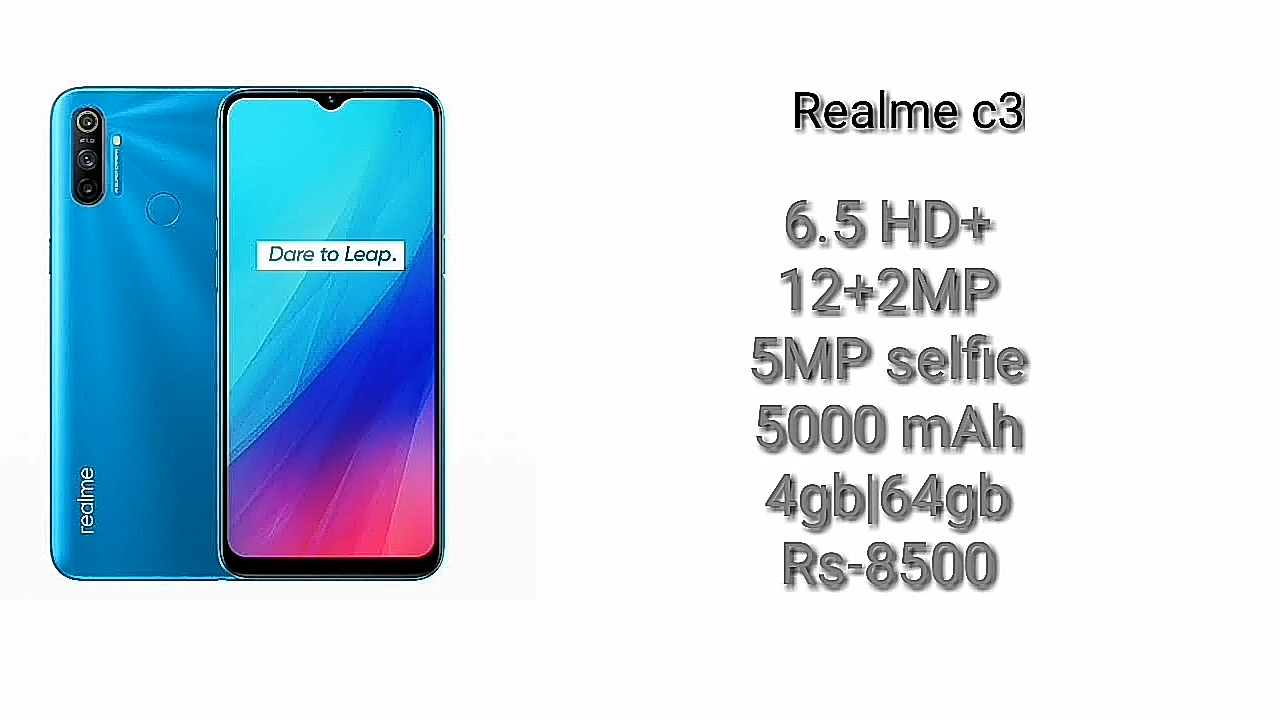 Realme c3
6.5 HD+
12+2MP
5MP selfie
5000 mAh
4gb|64gb
Rs-8500
Dare to Leap.
realme